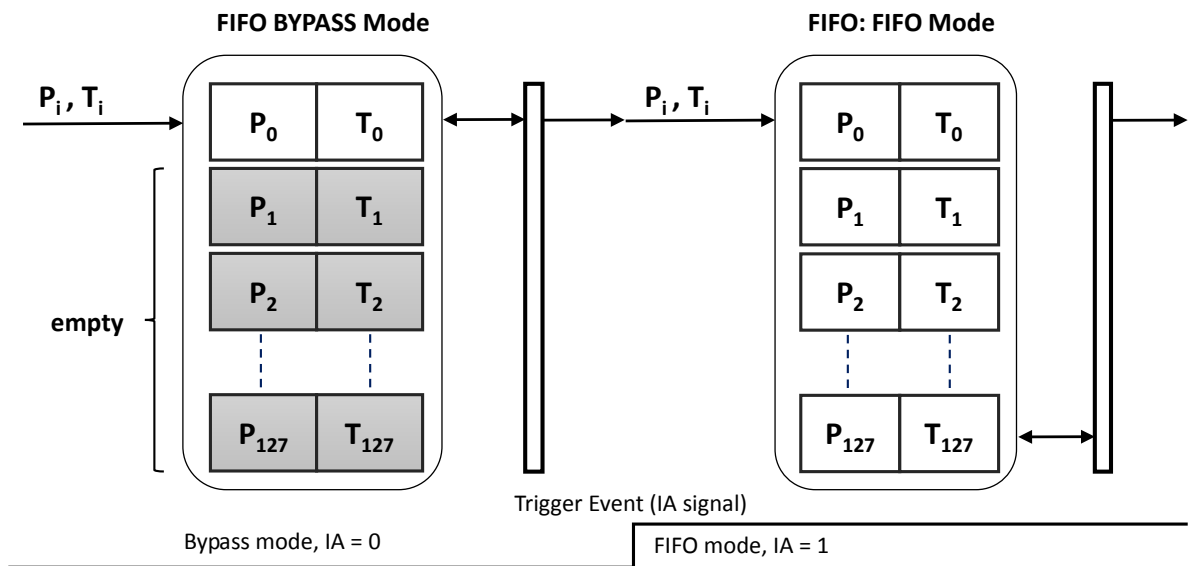 FIFO BYPASS Mode
FIFO: FIFO Mode
Pi , Ti
P0 T0
Pi , Ti
P0 T0
P1 T1
P1 T1
P2 T2
P2 T2
empty
P127 T127
P127 T127
Trigger Event (IA signal)
Bypass mode, IA = 0
FIFO mode, IA = 1